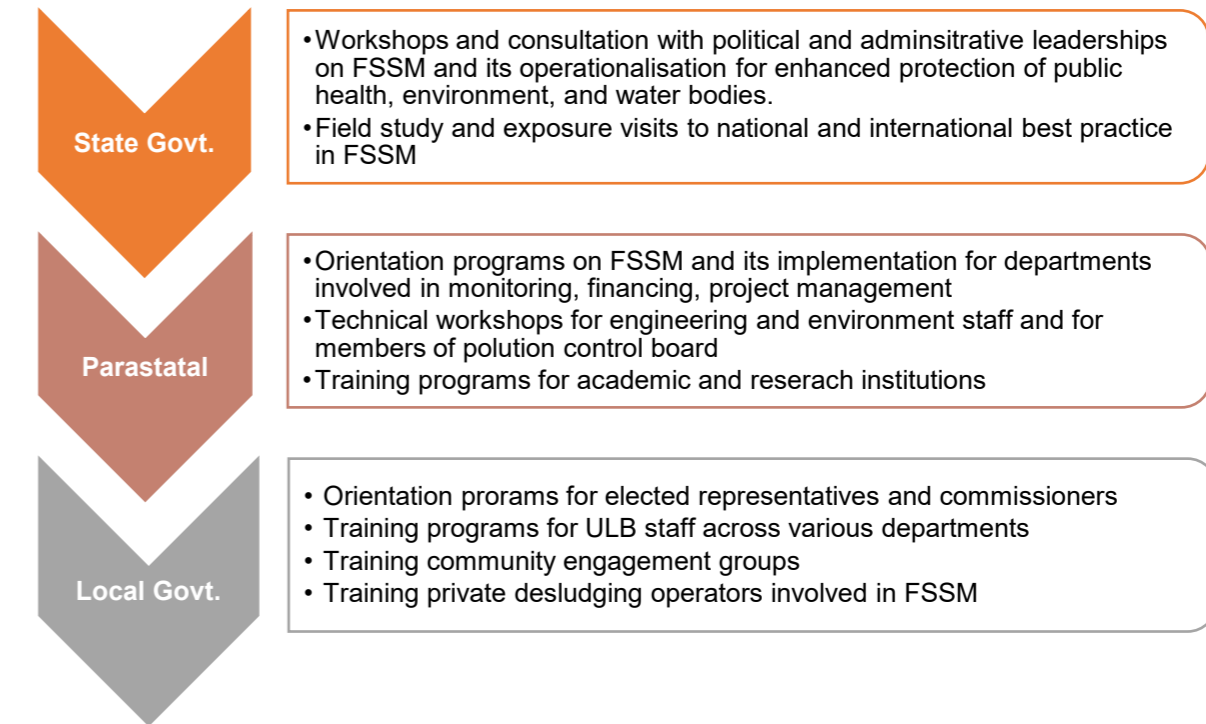 State Govt.
•Workshops and consultation with political and adminsitrative leaderships
on FSSM and its operationalisation for enhanced protection of public
health, environment, and water bodies.
•Field study and exposure visits to national and international best practice
in FSSM
Parastatal
•Orientation programs on FSSM and its implementation for departments
involved in monitoring, financing, project management
•Technical workshops for engineering and environment staff and for
members of polution control board
•Training programs for academic and reserach institutions
Local Govt.
• Orientation prorams for elected representatives and commissioners
• Training programs for ULB staff across various departments
• Training community engagement groups
• Training private desludging operators involved in FSSM